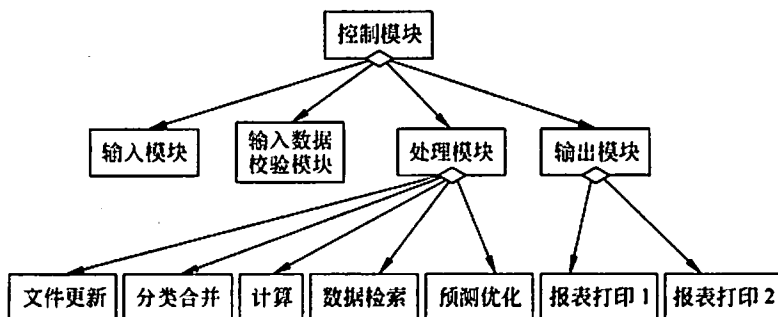 控制模块
输入模块
输入数据
校验模块
处理模块
输出模块
文件更新
分类合并
计算
数据检索
预测优化
报表打印1
报表打印2